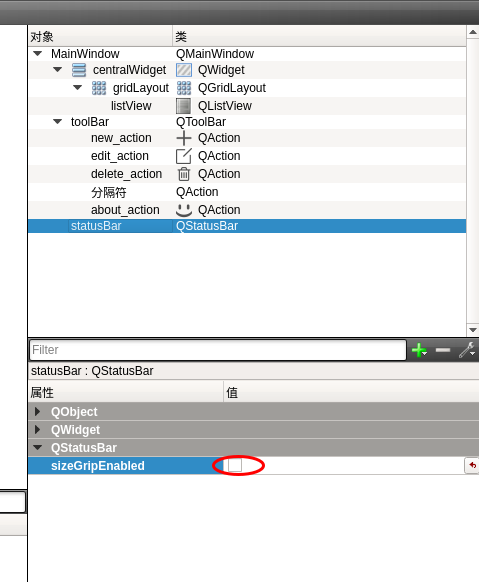 对象 类
MainWindow QMainWindow
centralWidget QWidget
gridLayout QGridLayout
listView QListView
toolBar QToolBar
new_action QAction
edit_action QAction
delete_action QAction
分隔符 QAction
about_action QAction
statusBar QStatusBar
Filter
statusBar : QStatusBar
属性 值
QObject
QWidget
QStatusBar
sizeGripEnabled